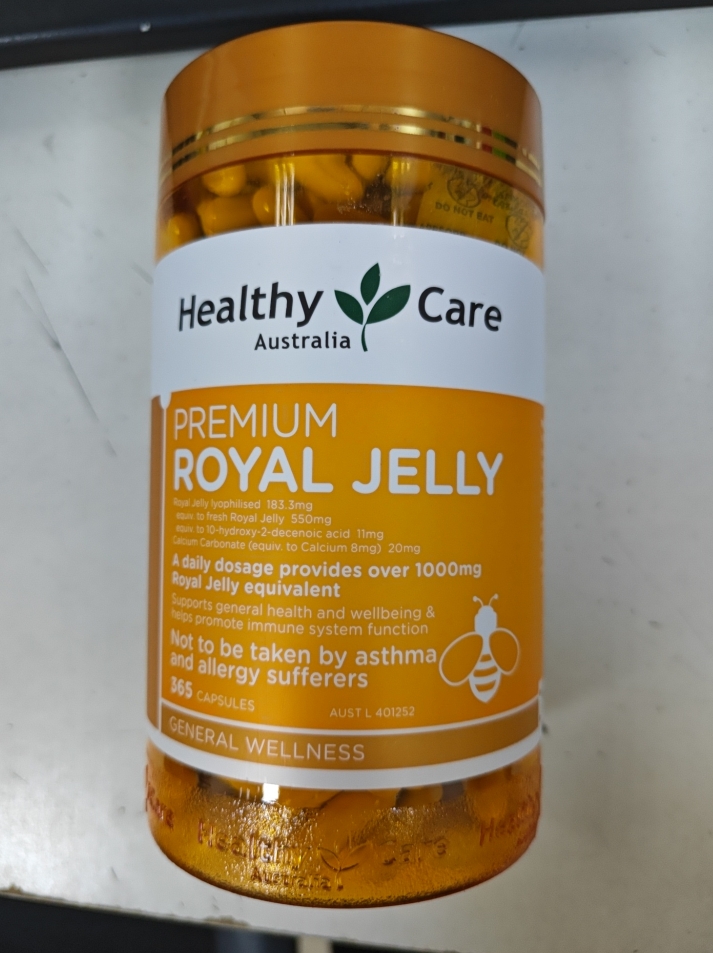 DO NOT EAT
Healthy Care
Australia
PREMIUM
ROYAL JELLY
Royal Jelly lyophilised 183.3mg
equiv. to fresh Royal Jelly 550mg
equiv. to 10-hydroxy-2-decenoic acid 11mg
Calcium Carbonate (equiv. to Calcium 8mg) 20mg
A daily dosage provides over 1000mg
Royal Jelly equivalent
Supports general health and wellbeing &
helps promote immune system function
Not to be taken by asthma
and allergy sufferers
365 CAPSULES
AUST L 401252
GENERAL WELLNESS
Healthy Care